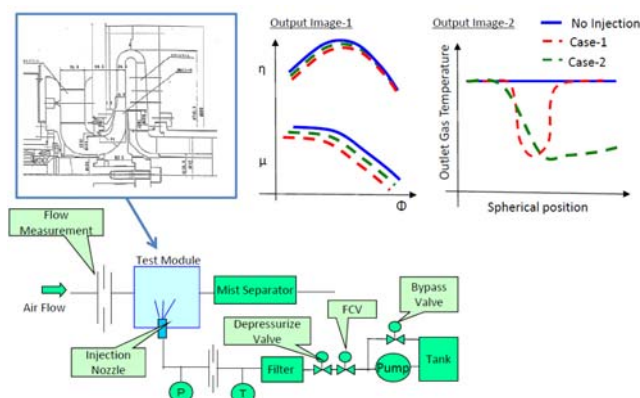 Output Image-1
η
μ
Φ
Output Image-2
No Injection
Case-1
Case-2
Outlet Gas Temperature
Spherical position
Flow
Measurement
Test Module
Air Flow
Mist Separator
Injection
Nozzle
Depressurize
Valve
FCV
Bypass
Valve
P
T
Filter
Pump
Tank